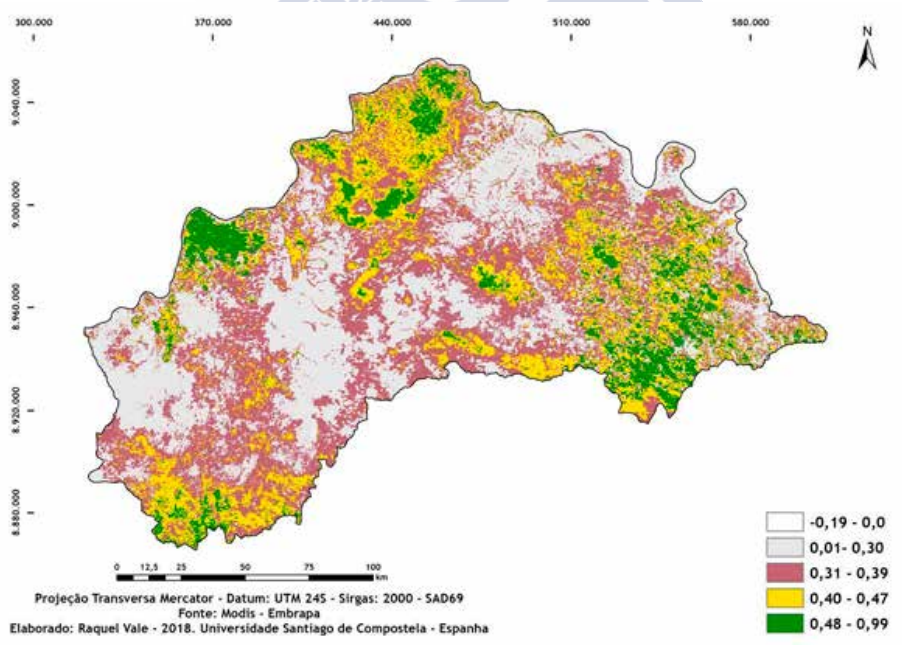 300.000 370.000 440.000 510.000 580.000
N
9.040.000
9.000.000
8.960.000
8.920.000
8.880.000
-0,19 - 0,0
0,01- 0,30
0,31 - 0,39
0,40 - 0,47
0,48 - 0,99
0 12,5 25 50 75 100
km
Projeção Transversa Mercator - Datum: UTM 24S - Sirgas: 2000 - SAD69
Fonte: Modis - Embrapa
Elaborado: Raquel Vale - 2018. Universidade Santiago de Compostela - Espanha